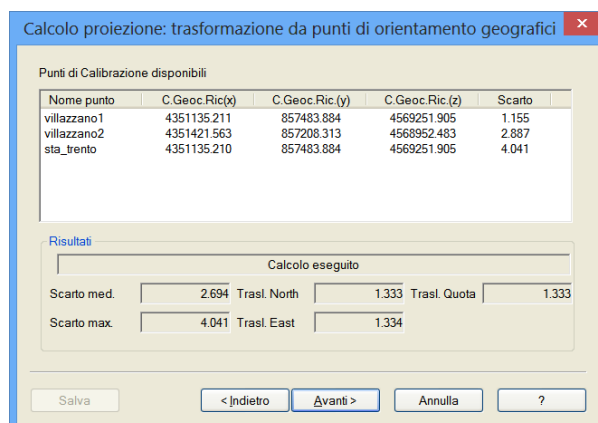 Calcolo proiezione: trasformazione da punti di orientamento geografici
Punti di Calibrazione disponibili
Nome punto C.Geoc.Ric(x) C.Geoc.Ric.(y) C.Geoc.Ric.(z) Scarto
villazzano1 4351135.211 857483.884 4569251.905 1.155
villazzano2 4351421.563 857208.313 4568952.483 2.887
sta_trento 4351135.210 857483.884 4569251.905 4.041
Risultati
Calcolo eseguito
Scarto med. 2.694 Trasl. North 1.333 Trasl. Quota 1.333
Scarto max. 4.041 Trasl. East 1.334
Salva < Indietro Avanti > Annulla ?